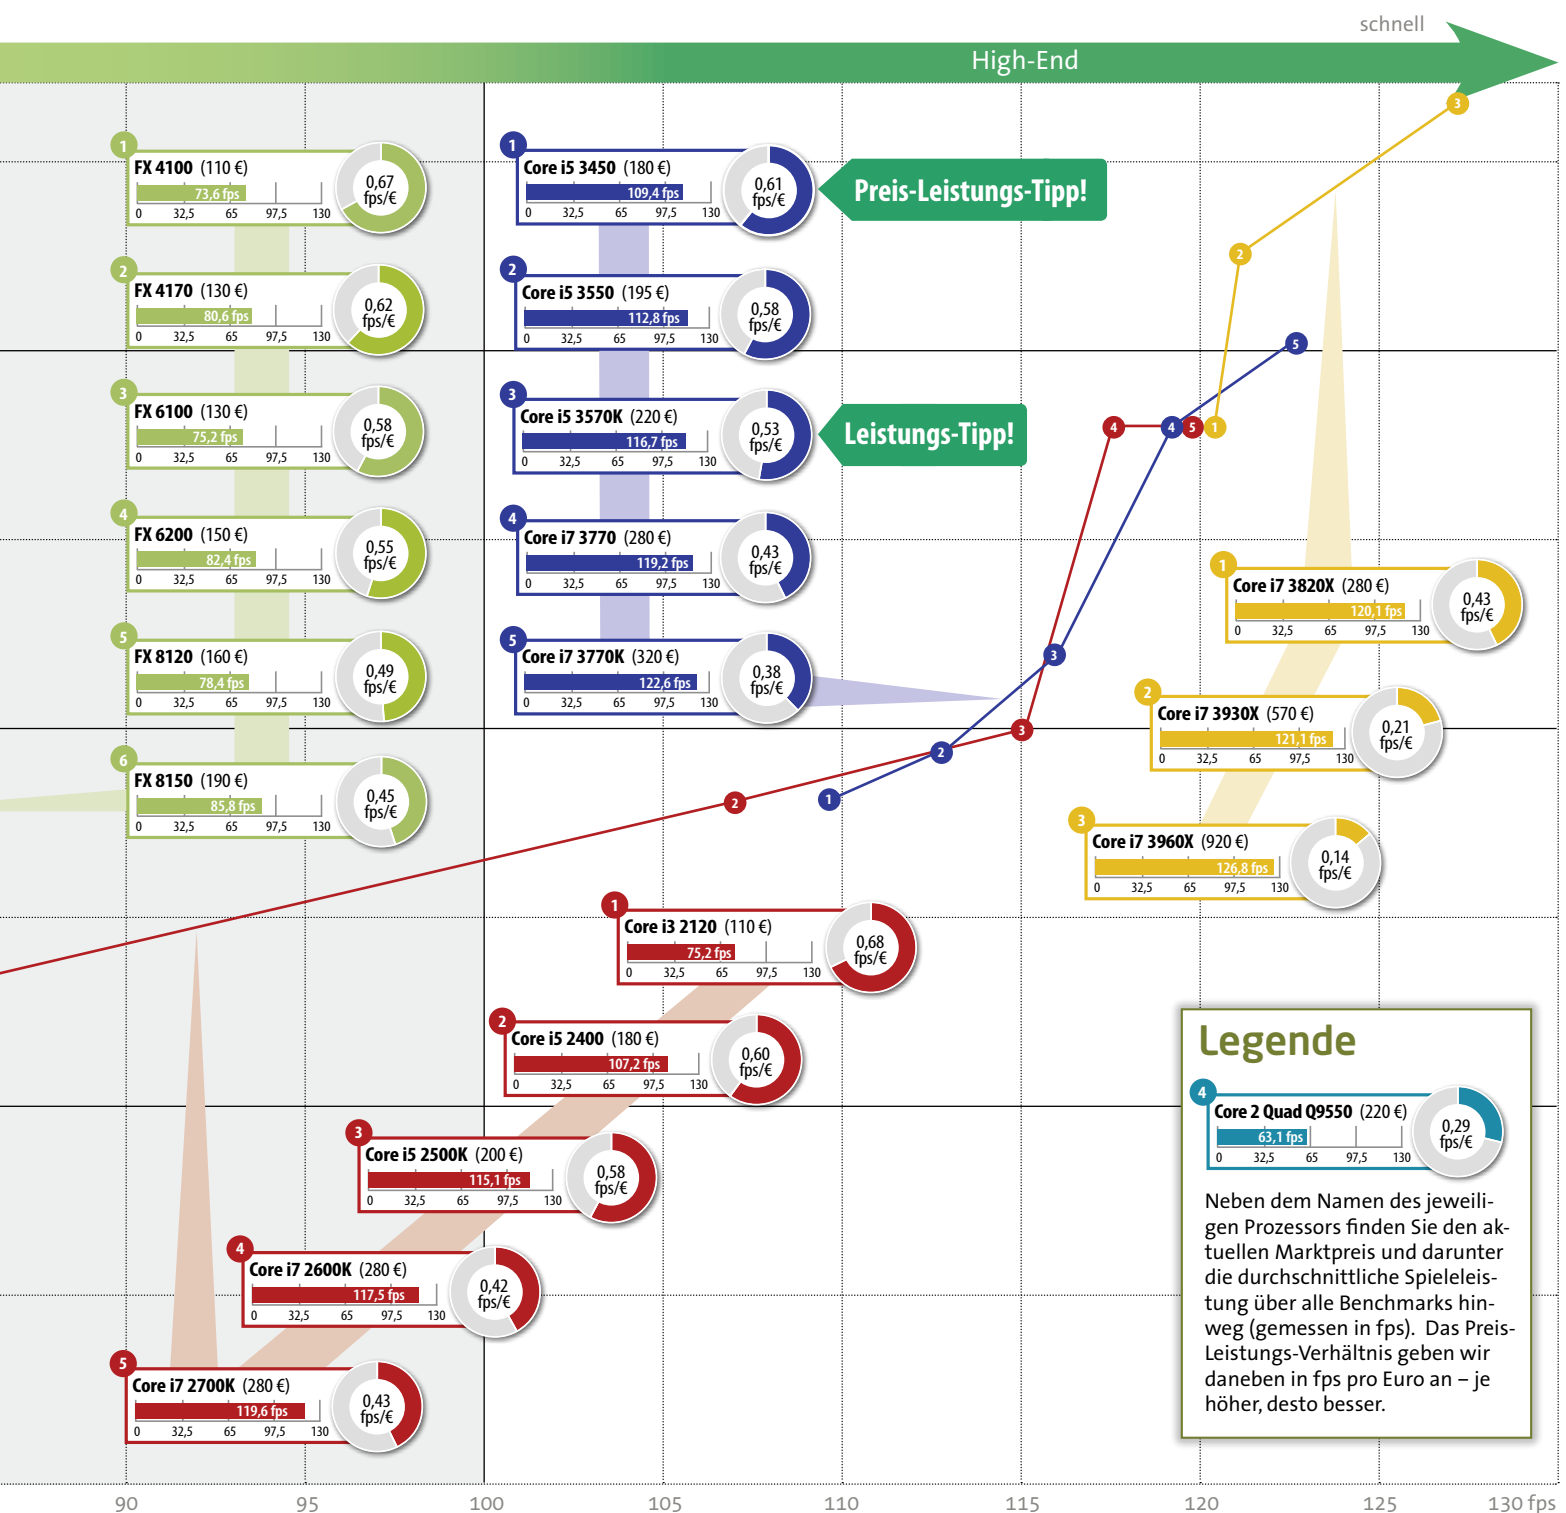 schnell
High-End
1
FX 4100 (110 €)
73,6 fps
0 32,5 65 97,5 130
0,67
fps/€
2
FX 4170 (130 €)
80,6 fps
0 32,5 65 97,5 130
0,62
fps/€
3
FX 6100 (130 €)
75,2 fps
0 32,5 65 97,5 130
0,58
fps/€
4
FX 6200 (150 €)
82,4 fps
0 32,5 65 97,5 130
0,55
fps/€
5
FX 8120 (160 €)
78,4 fps
0 32,5 65 97,5 130
0,49
fps/€
6
FX 8150 (190 €)
85,8 fps
0 32,5 65 97,5 130
0,45
fps/€
1
Core i5 3450 (180 €)
109,4 fps
0 32,5 65 97,5 130
0,61
fps/€
Preis-Leistungs-Tipp!
2
Core i5 3550 (195 €)
112,8 fps
0 32,5 65 97,5 130
0,58
fps/€
3
Core i5 3570K (220 €)
116,7 fps
0 32,5 65 97,5 130
0,53
fps/€
Leistungs-Tipp!
4
Core i7 3770 (280 €)
119,2 fps
0 32,5 65 97,5 130
0,43
fps/€
5
Core i7 3770K (320 €)
122,6 fps
0 32,5 65 97,5 130
0,38
fps/€
3
2
5
4
4
5
1
3
3
2
2
1
1
Core i7 3820X (280 €)
120,1 fps
0 32,5 65 97,5 130
0,43
fps/€
2
Core i7 3930X (570 €)
121,1 fps
0 32,5 65 97,5 130
0,21
fps/€
3
Core i7 3960X (920 €)
126,8 fps
0 32,5 65 97,5 130
0,14
fps/€
1
Core i3 2120 (110 €)
75,2 fps
0 32,5 65 97,5 130
0,68
fps/€
2
Core i5 2400 (180 €)
107,2 fps
0 32,5 65 97,5 130
0,60
fps/€
3
Core i5 2500K (200 €)
115,1 fps
0 32,5 65 97,5 130
0,58
fps/€
4
Core i7 2600K (280 €)
117,5 fps
0 32,5 65 97,5 130
0,42
fps/€
5
Core i7 2700K (280 €)
119,6 fps
0 32,5 65 97,5 130
0,43
fps/€
Legende
4
Core 2 Quad Q9550 (220 €)
63,1 fps
0 32,5 65 97,5 130
0,29
fps/€
Neben dem Namen des jeweili-
gen Prozessors finden Sie den ak-
tuellen Marktpreis und darunter
die durchschnittliche Spieleleis-
tung über alle Benchmarks hin-
weg (gemessen in fps). Das Preis-
Leistungs-Verhältnis geben wir
daneben in fps pro Euro an – je
höher, desto besser.
90 95 100 105 110 115 120 125 130 fps